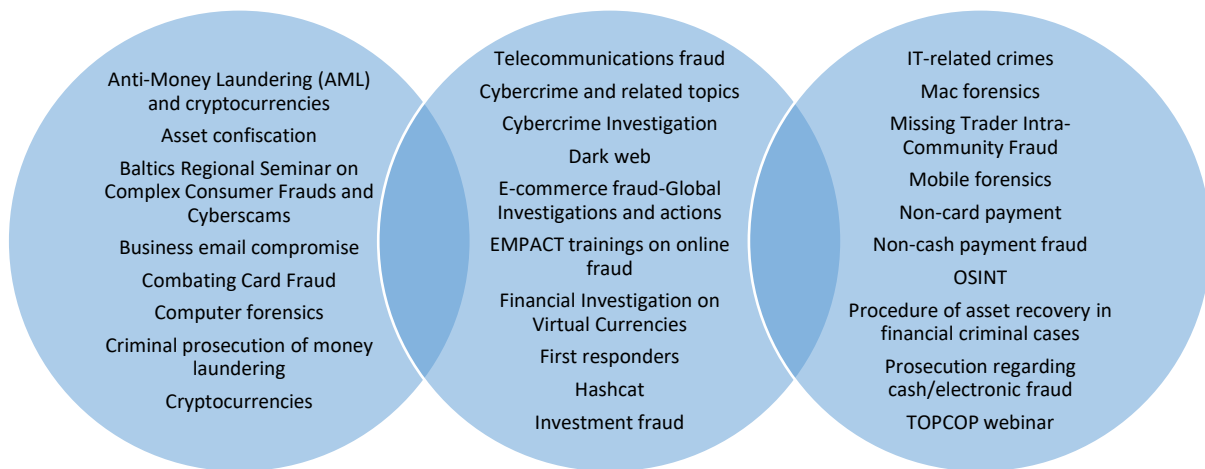 Anti-Money Laundering (AML)
and cryptocurrencies
Asset confiscation
Baltics Regional Seminar on
Complex Consumer Frauds and
Cyberscams
Business email compromise
Combating Card Fraud
Computer forensics
Criminal prosecution of money
laundering
Cryptocurrencies
Telecommunications fraud
Cybercrime and related topics
Cybercrime Investigation
Dark web
E-commerce fraud-Global
Investigations and actions
EMPACT trainings on online
fraud
Financial Investigation on
Virtual Currencies
First responders
Hashcat
Investment fraud
IT-related crimes
Mac forensics
Missing Trader Intra-
Community Fraud
Mobile forensics
Non-card payment
Non-cash payment fraud
OSINT
Procedure of asset recovery in
financial criminal cases
Prosecution regarding
cash/electronic fraud
TOPCOP webinar